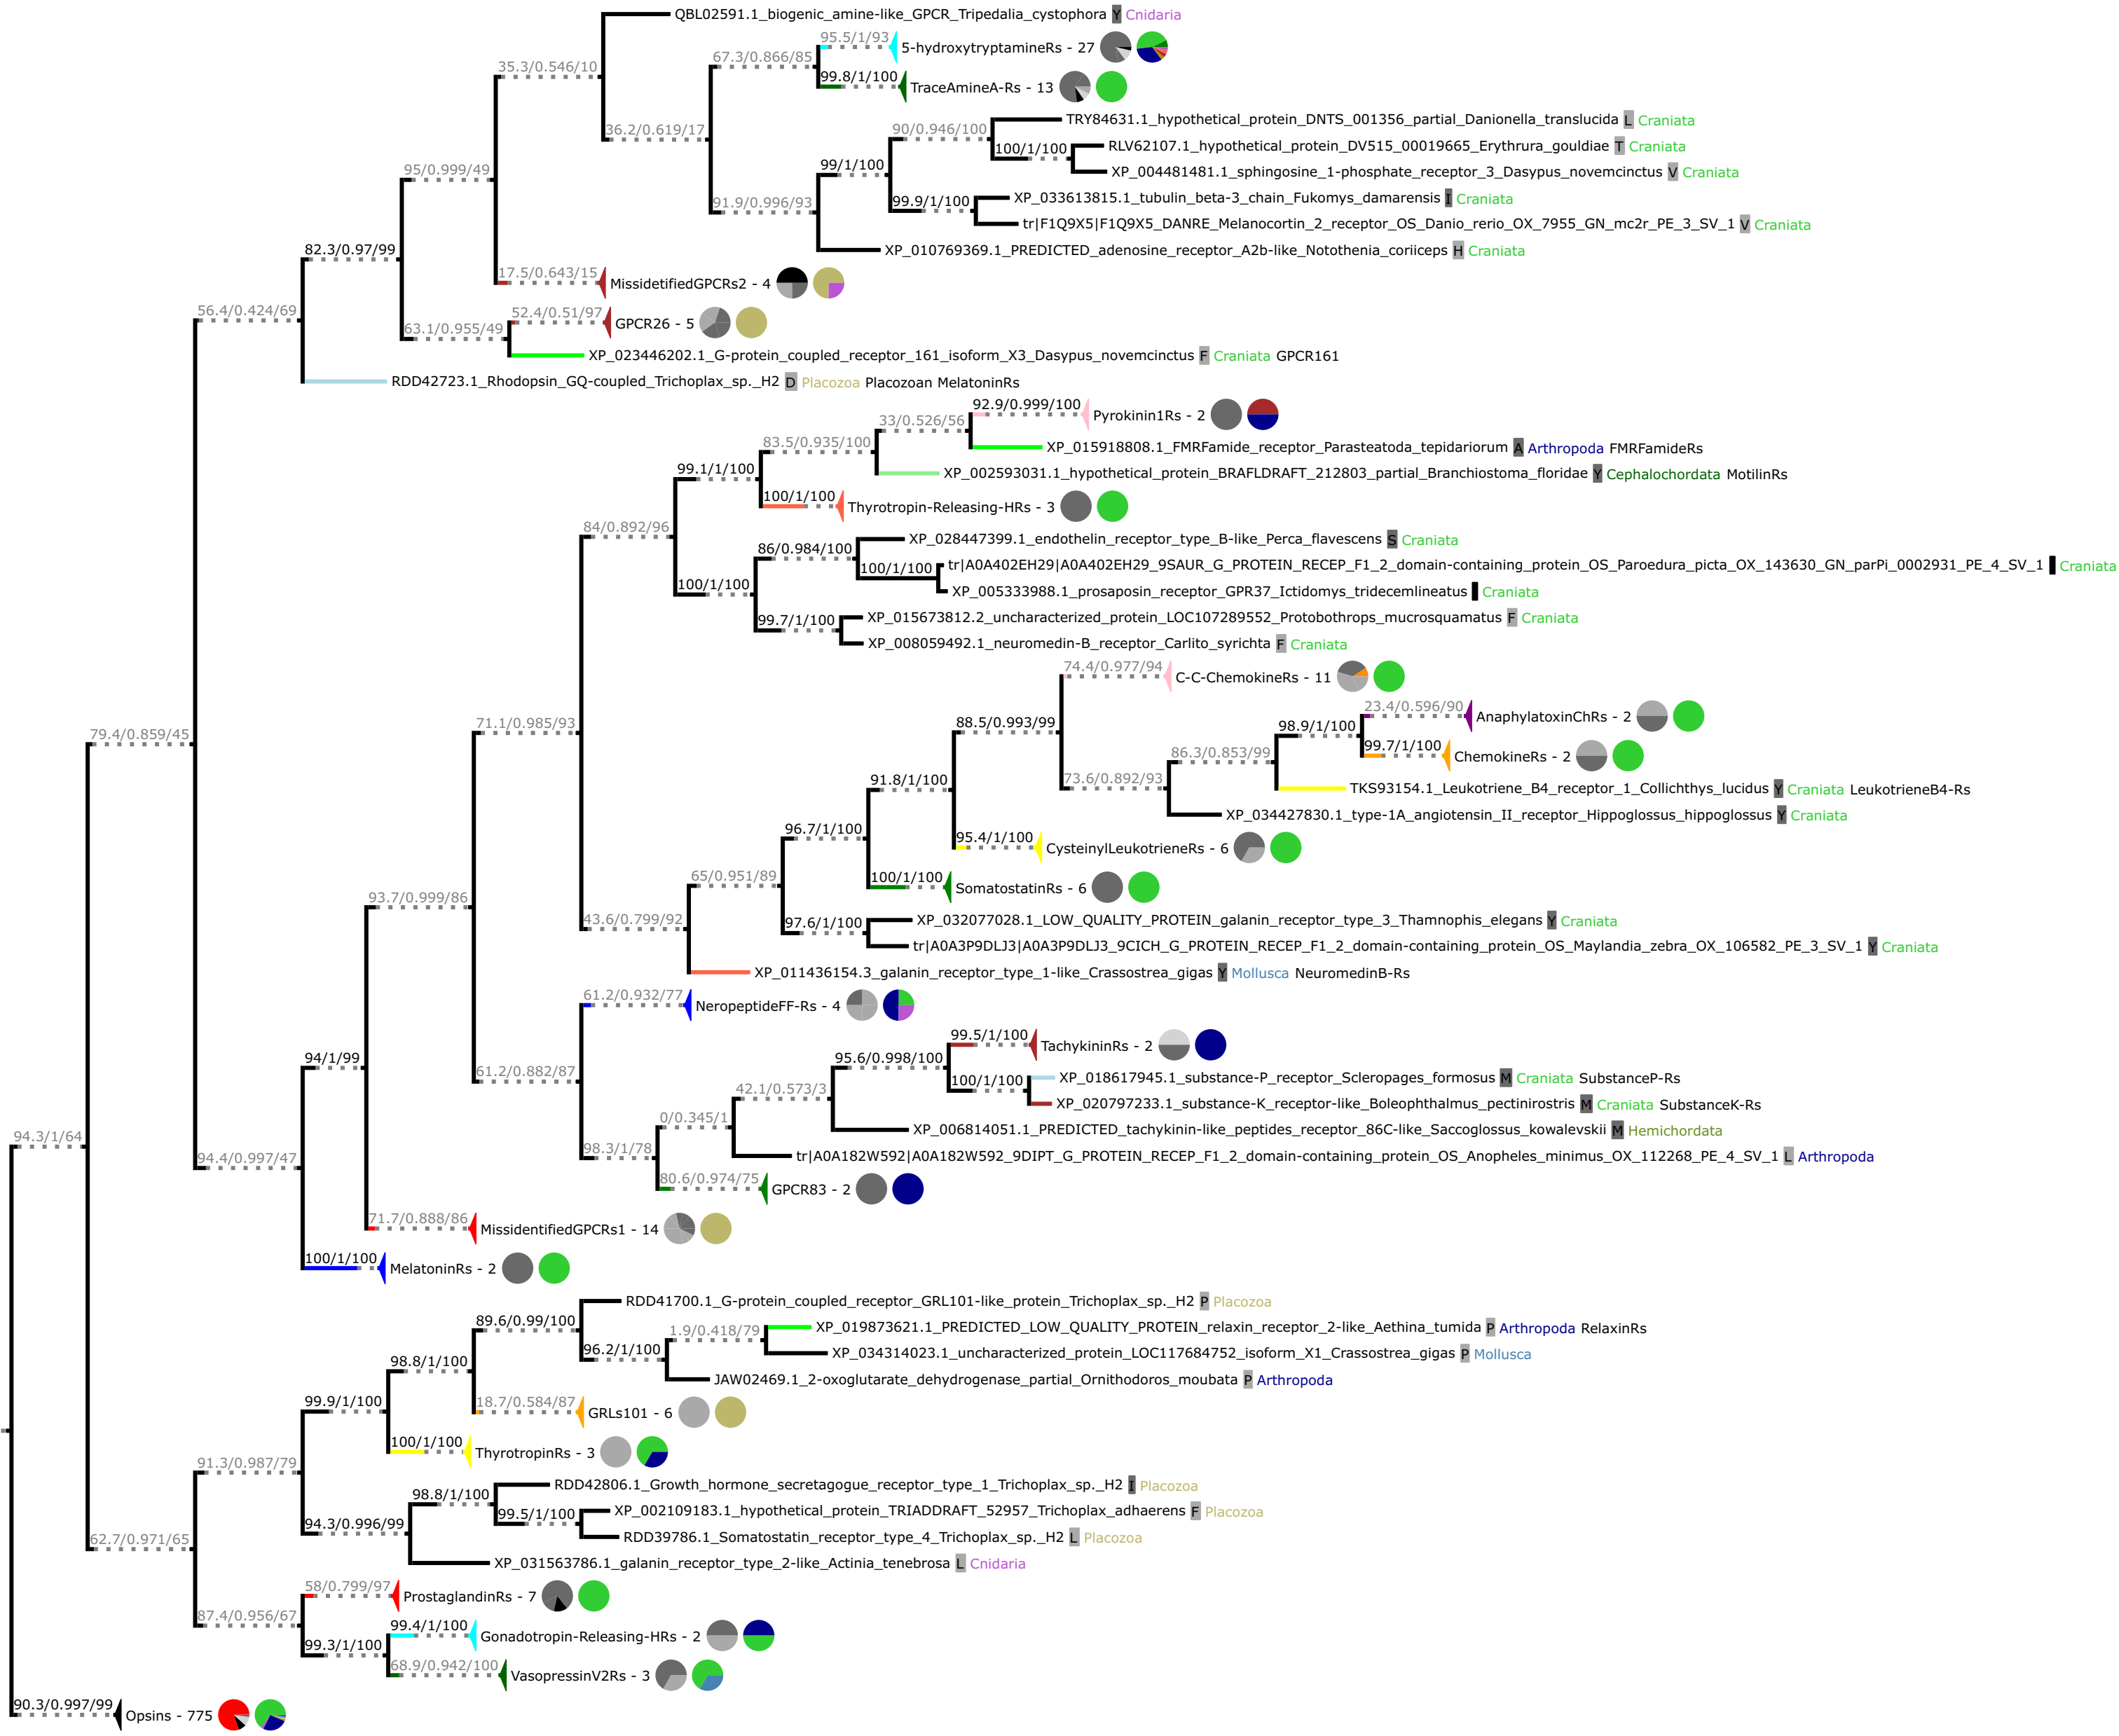 QBL02591.1_biogenic_amine-like_GPCR_Tripedalia_cystophora Y Cnidaria
95.5/1/93
5-hydroxytryptamineRs - 27
67.3/0.866/85
35.3/0.546/10
99.8/1/100
TraceAmineA-Rs - 13
TRY84631.1_hypothetical_protein_DNTS_001356_partial_Danionella_translucida L Craniata
36.2/0.619/17
90/0.946/100
RLV62107.1_hypothetical_protein_DV515_00019665_Erythrura_gouldiae T Craniata
100/1/100
99/1/100
95/0.999/49
XP_004481481.1_sphingosine_1-phosphate_receptor_3_Dasypus_novemcinctus V Craniata
XP_033613815.1_tubulin_beta-3_chain_Fukomys_damarensis I Craniata
91.9/0.996/93
99.9/1/100
tr|F1Q9X5|F1Q9X5_DANRE_Melanocortin_2_receptor_OS_Danio_rerio_OX_7955_GN_mc2r_PE_3_SV_1 V Craniata
82.3/0.97/99
XP_010769369.1_PREDICTED_adenosine_receptor_A2b-like_Notothenia_coriiceps H Craniata
17.5/0.643/15
MissidetifiedGPCRs2 - 4
56.4/0.424/69
52.4/0.51/97
GPCR26 - 5
63.1/0.955/49
XP_023446202.1_G-protein_coupled_receptor_161_isoform_X3_Dasypus_novemcinctus F Craniata GPCR161
RDD42723.1_Rhodopsin_GQ-coupled_Trichoplax_sp._H2 D Placozoa Placozoan MelatoninRs
92.9/0.999/100
Pyrokinin1Rs - 2
33/0.526/56
83.5/0.935/100
XP_015918808.1_FMRFamide_receptor_Parasteatoda_tepidariorum A Arthropoda FMRFamideRs
99.1/1/100
XP_002593031.1_hypothetical_protein_BRAFLDRAFT_212803_partial_Branchiostoma_floridae Y Cephalochordata MotilinRs
100/1/100
Thyrotropin-Releasing-HRs - 3
84/0.892/96
XP_028447399.1_endothelin_receptor_type_B-like_Perca_flavescens S Craniata
86/0.984/100
tr|A0A402EH29|A0A402EH29_9SAUR_G_PROTEIN_RECEP_F1_2_domain-containing_protein_OS_Paroedura_picta_OX_143630_GN_parPi_0002931_PE_4_SV_1 Craniata
100/1/100
100/1/100
XP_005333988.1_prosaposin_receptor_GPR37_Ictidomys_tridecemlineatus Craniata
XP_015673812.2_uncharacterized_protein_LOC107289552_Protobothrops_mucrosquamatus F Craniata
99.7/1/100
XP_008059492.1_neuromedin-B_receptor_Carlito_syrichta F Craniata
74.4/0.977/94
C-C-ChemokineRs - 11
23.4/0.596/90
AnaphylatoxinChRs - 2
88.5/0.993/99
98.9/1/100
71.1/0.985/93
79.4/0.859/45
99.7/1/100
ChemokineRs - 2
86.3/0.853/99
73.6/0.892/93
91.8/1/100
TKS93154.1_Leukotriene_B4_receptor_1_Collichthys_lucidus Y Craniata LeukotrieneB4-Rs
XP_034427830.1_type-1A_angiotensin_II_receptor_Hippoglossus_hippoglossus Y Craniata
96.7/1/100
95.4/1/100
CysteinylLeukotrieneRs - 6
65/0.951/89
100/1/100
SomatostatinRs - 6
93.7/0.999/86
43.6/0.799/92
XP_032077028.1_LOW_QUALITY_PROTEIN_galanin_receptor_type_3_Thamnophis_elegans Y Craniata
97.6/1/100
tr|A0A3P9DLJ3|A0A3P9DLJ3_9CICH_G_PROTEIN_RECEP_F1_2_domain-containing_protein_OS_Maylandia_zebra_OX_106582_PE_3_SV_1 Y Craniata
XP_011436154.3_galanin_receptor_type_1-like_Crassostrea_gigas Y Mollusca NeuromedinB-Rs
61.2/0.932/77
NeropeptideFF-Rs - 4
99.5/1/100
TachykininRs - 2
94/1/99
95.6/0.998/100
61.2/0.882/87
100/1/100
XP_018617945.1_substance-P_receptor_Scleropages_formosus M Craniata SubstanceP-Rs
42.1/0.573/3
XP_020797233.1_substance-K_receptor-like_Boleophthalmus_pectinirostris M Craniata SubstanceK-Rs
0/0.345/1
XP_006814051.1_PREDICTED_tachykinin-like_peptides_receptor_86C-like_Saccoglossus_kowalevskii M Hemichordata
94.3/1/64
98.3/1/78
tr|A0A182W592|A0A182W592_9DIPT_G_PROTEIN_RECEP_F1_2_domain-containing_protein_OS_Anopheles_minimus_OX_112268_PE_4_SV_1 L Arthropoda
94.4/0.997/47
80.6/0.974/75
GPCR83 - 2
71.7/0.888/86
MissidentifiedGPCRs1 - 14
100/1/100
MelatoninRs - 2
RDD41700.1_G-protein_coupled_receptor_GRL101-like_protein_Trichoplax_sp._H2 P Placozoa
89.6/0.99/100
1.9/0.418/79
XP_019873621.1_PREDICTED_LOW_QUALITY_PROTEIN_relaxin_receptor_2-like_Aethina_tumida P Arthropoda RelaxinRs
96.2/1/100
XP_034314023.1_uncharacterized_protein_LOC117684752_isoform_X1_Crassostrea_gigas P Mollusca
98.8/1/100
JAW02469.1_2-oxoglutarate_dehydrogenase_partial_Ornithodoros_moubata P Arthropoda
99.9/1/100
18.7/0.584/87
GRLs101 - 6
100/1/100
ThyrotropinRs - 3
91.3/0.987/79
RDD42806.1_Growth_hormone_secretagogue_receptor_type_1_Trichoplax_sp._H2 I Placozoa
98.8/1/100
XP_002109183.1_hypothetical_protein_TRIADDRAFT_52957_Trichoplax_adhaerens F Placozoa
99.5/1/100
94.3/0.996/99
RDD39786.1_Somatostatin_receptor_type_4_Trichoplax_sp._H2 L Placozoa
62.7/0.971/65
XP_031563786.1_galanin_receptor_type_2-like_Actinia_tenebrosa L Cnidaria
58/0.799/97
ProstaglandinRs - 7
87.4/0.956/67
99.4/1/100
Gonadotropin-Releasing-HRs - 2
99.3/1/100
68.9/0.942/100
VasopressinV2Rs - 3
90.3/0.997/99
Opsins - 775